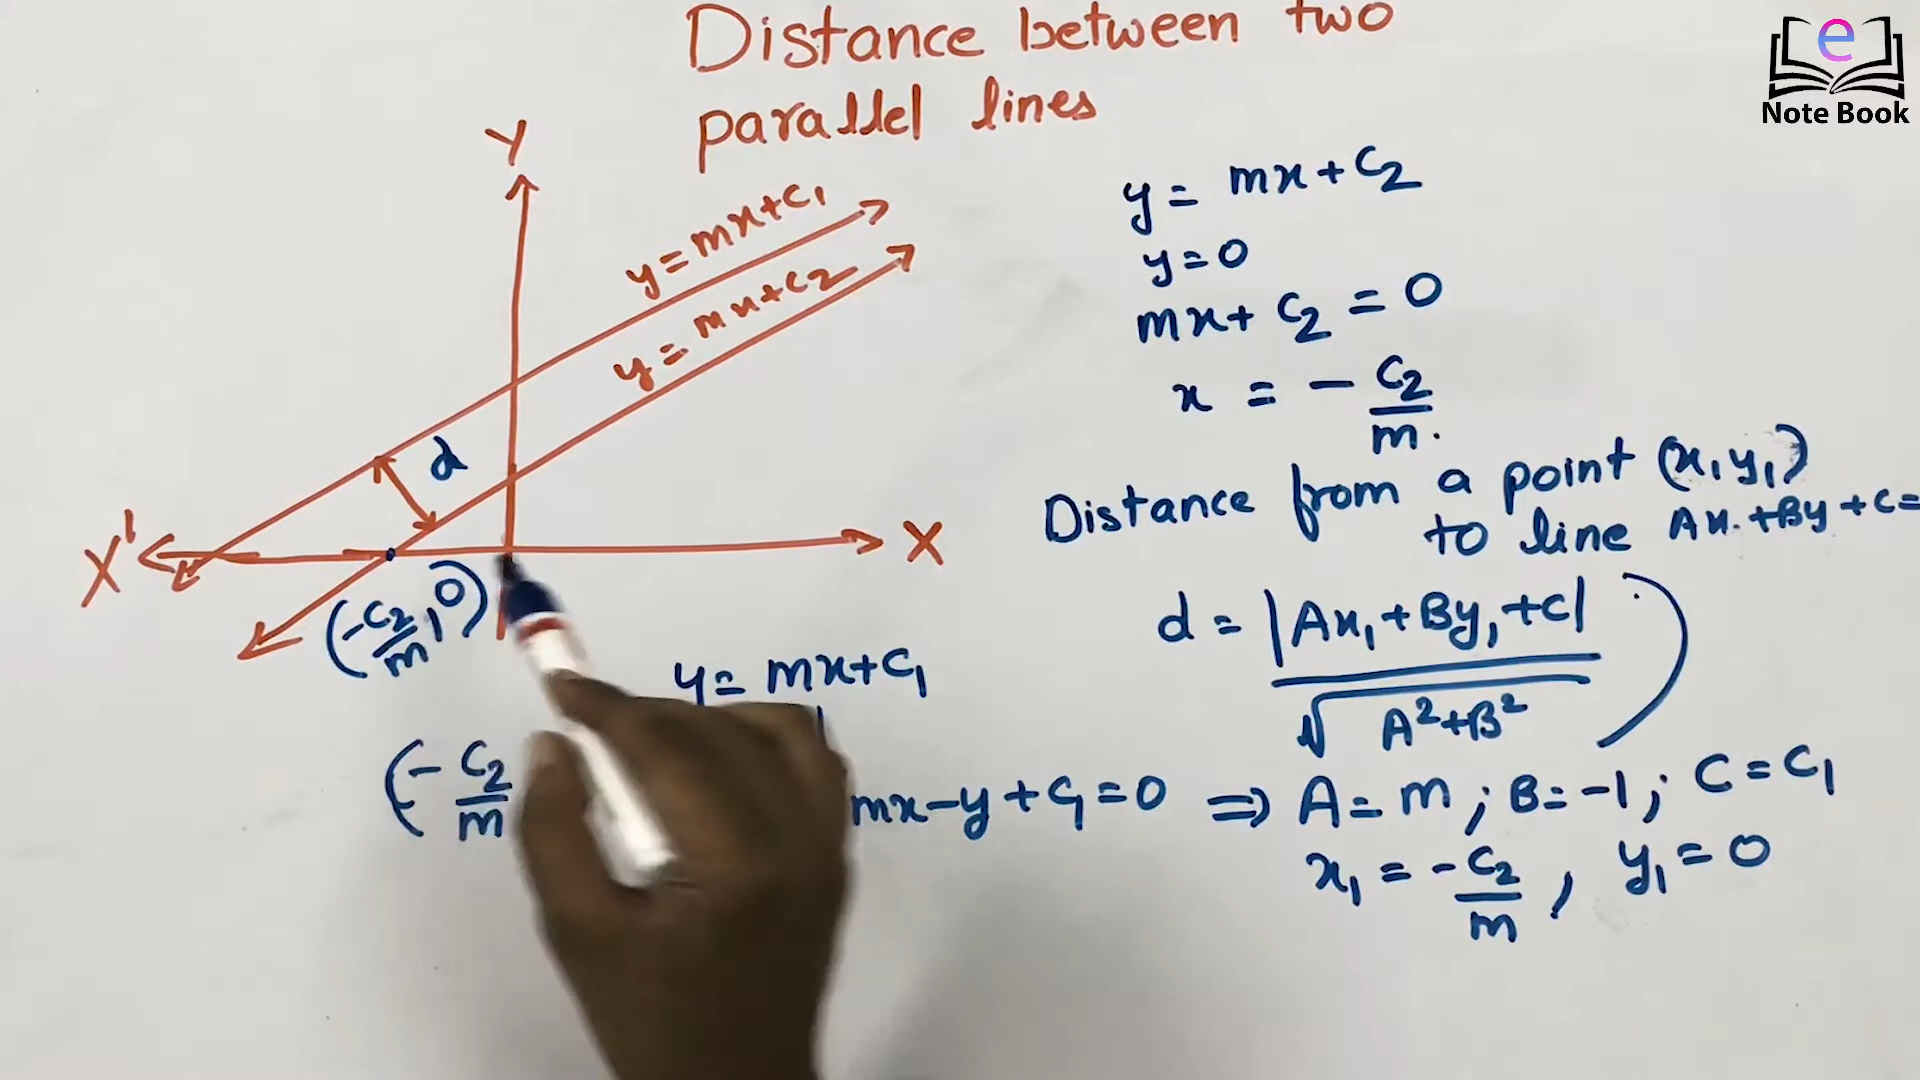 Distance between two
parallel lines
e
Note Book
Y
y = mx+c₁
y = mx+c₂
d
X'
X
(-c₂/m, 0)
y = mx+c₂
y=0
mx+ c₂ = 0
x = - c₂/m.
Distance from a point (x₁y₁)
to line Ax.+By+c=
d = |Ax₁+By₁+c|/√A²+B²
y= mx+c₁
(- c₂/m
mx-y+c₁=0 ⇒ A=m; B=-1; C=c₁
x₁ = -c₂/m, y₁=0